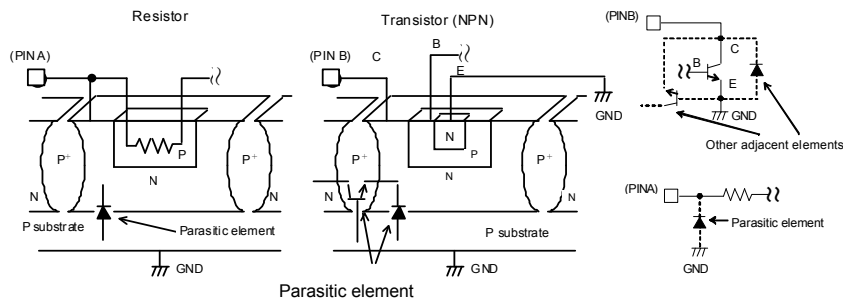 Resistor
Transistor (NPN)
(PINA)
P+
N
P
N
P+
N
P substrate
Parasitic element
GND
(PIN B)
C
B
E
GND
N
P
N
P+
N
P+
N
P substrate
GND
Parasitic element
(PINB)
C
B
E
GND
Other adjacent elements
(PINA)
Parasitic element
GND